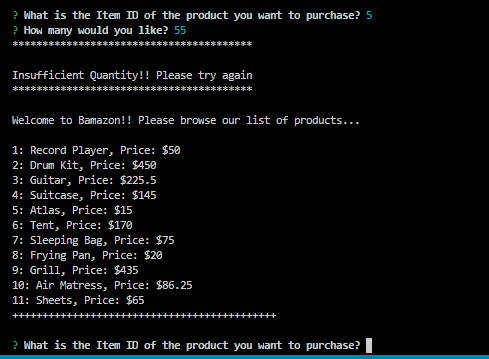 ? What is the Item ID of the product you want to purchase? 5
? How many would you like? 55
****************************************
Insufficient Quantity!! Please try again
****************************************
Welcome to Bamazon!! Please browse our list of products...
1: Record Player, Price: $50
2: Drum Kit, Price: $450
3: Guitar, Price: $225.5
4: Suitcase, Price: $145
5: Atlas, Price: $15
6: Tent, Price: $170
7: Sleeping Bag, Price: $75
8: Frying Pan, Price: $20
9: Grill, Price: $435
10: Air Matress, Price: $86.25
11: Sheets, Price: $65
++++++++++++++++++++++++++++++++++++++++++++
? What is the Item ID of the product you want to purchase?